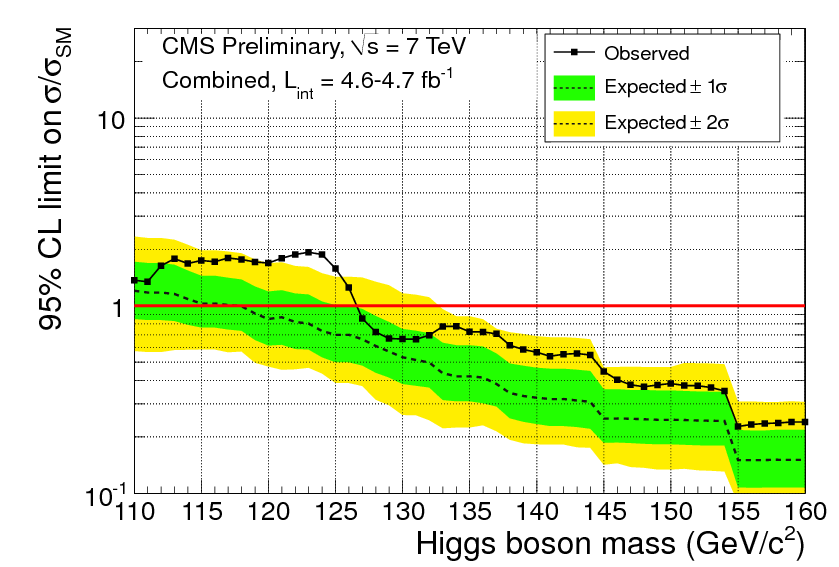 CMS Preliminary, √s = 7 TeV
Combined, L_int = 4.6-4.7 fb⁻¹
Observed
Expected ± 1σ
Expected ± 2σ
95% CL limit on σ/σ_SM
10
1
10⁻¹
110 115 120 125 130 135 140 145 150 155 160
Higgs boson mass (GeV/c²)